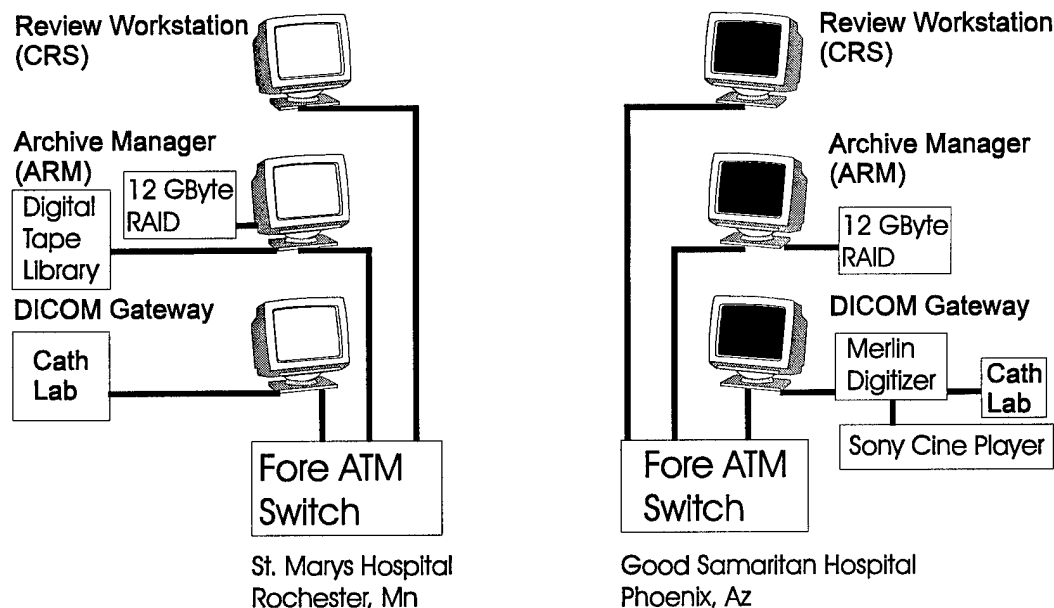 Review Workstation
(CRS)
Archive Manager
(ARM)
12 GByte
RAID
Digital
Tape
Library
DICOM Gateway
Cath
Lab
Fore ATM
Switch
St. Marys Hospital
Rochester, Mn
Review Workstation
(CRS)
Archive Manager
(ARM)
12 GByte
RAID
DICOM Gateway
Merlin
Digitizer
Cath
Lab
Sony Cine Player
Fore ATM
Switch
Good Samaritan Hospital
Phoenix, Az